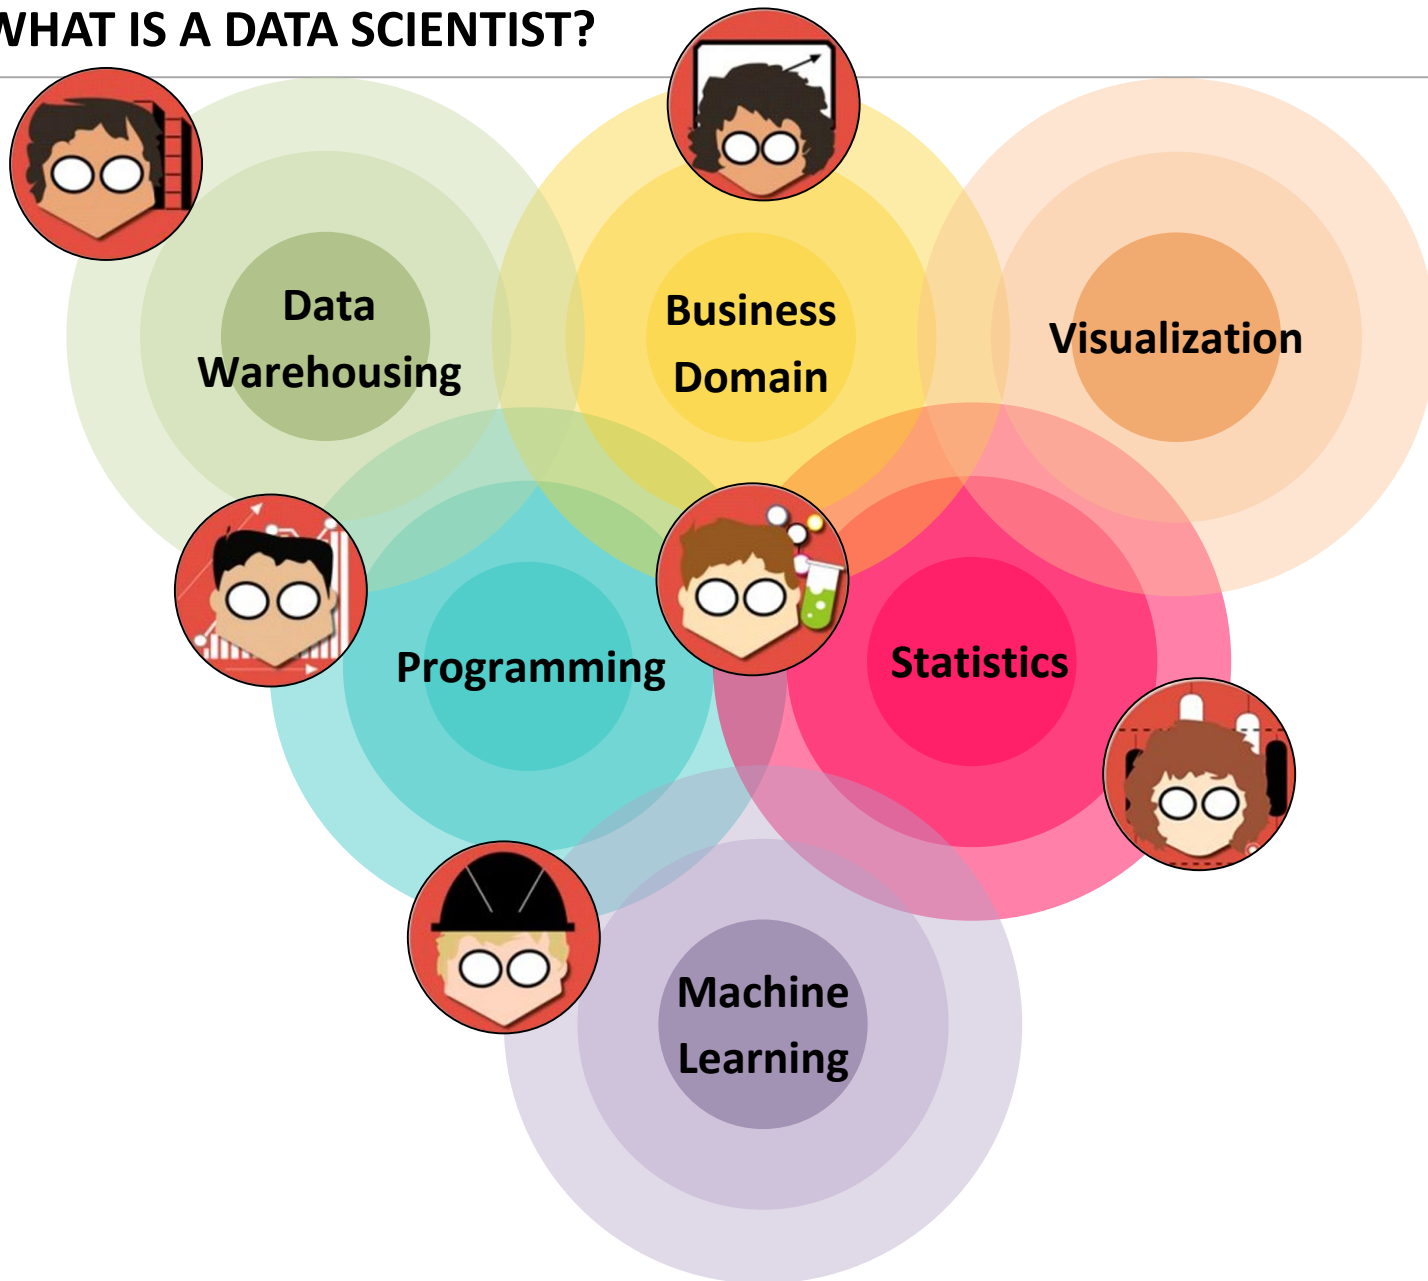 WHAT IS A DATA SCIENTIST?
Data
Warehousing
Business
Domain
Visualization
Programming
Statistics
Machine
Learning